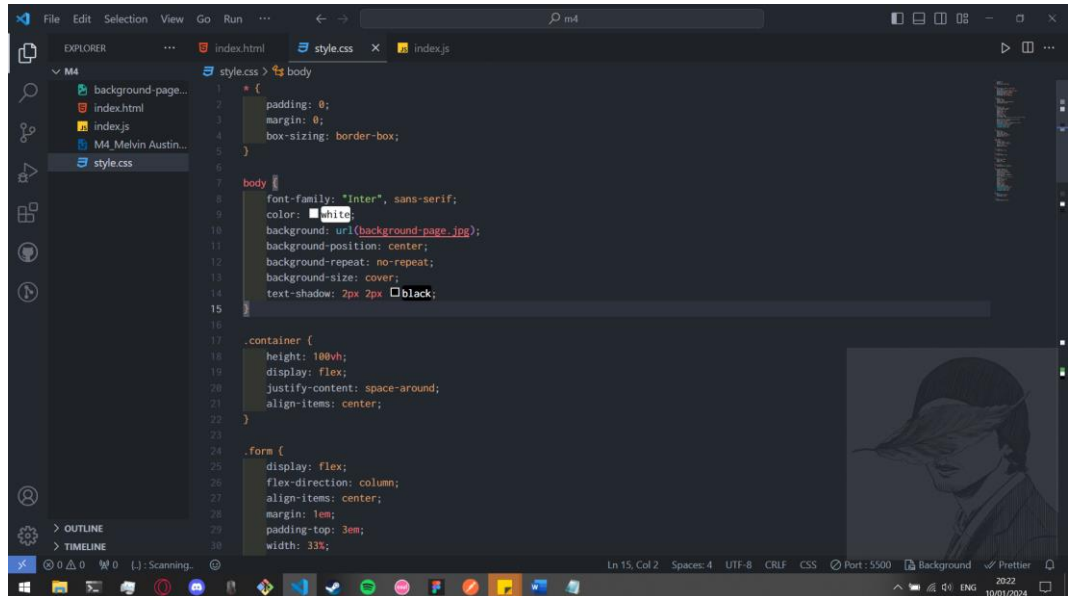 File Edit Selection View Go Run ··· m4
EXPLORER ···
index.html style.css index.js
M4
background-page...
index.html
index.js
M4_Melvin Austin...
style.css
style.css > body
1 * {
2 padding: 0;
3 margin: 0;
4 box-sizing: border-box;
5 }
6
7 body {
8 font-family: "Inter", sans-serif;
9 color: white;
10 background: url(background-page.jpg);
11 background-position: center;
12 background-repeat: no-repeat;
13 background-size: cover;
14 text-shadow: 2px 2px black;
15 }
16
17 .container {
18 height: 100vh;
19 display: flex;
20 justify-content: space-around;
21 align-items: center;
22 }
23
24 .form {
25 display: flex;
26 flex-direction: column;
27 align-items: center;
28 margin: 1em;
29 padding-top: 3em;
30 width: 33%;
OUTLINE
TIMELINE
0 0 0 {..} : Scanning.. Ln 15, Col 2 Spaces: 4 UTF-8 CRLF CSS Port : 5500 Background Prettier
ENG 20:22
10/01/2024